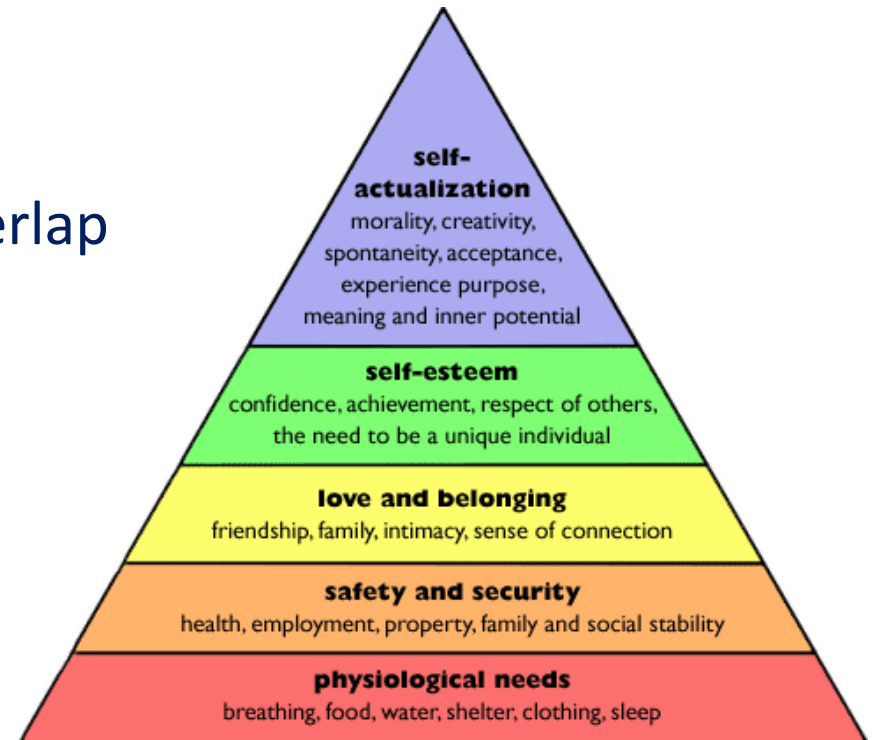 erlap
self-
actualization
morality, creativity,
spontaneity, acceptance,
experience purpose,
meaning and inner potential
self-esteem
confidence, achievement, respect of others,
the need to be a unique individual
love and belonging
friendship, family, intimacy, sense of connection
safety and security
health, employment, property, family and social stability
physiological needs
breathing, food, water, shelter, clothing, sleep